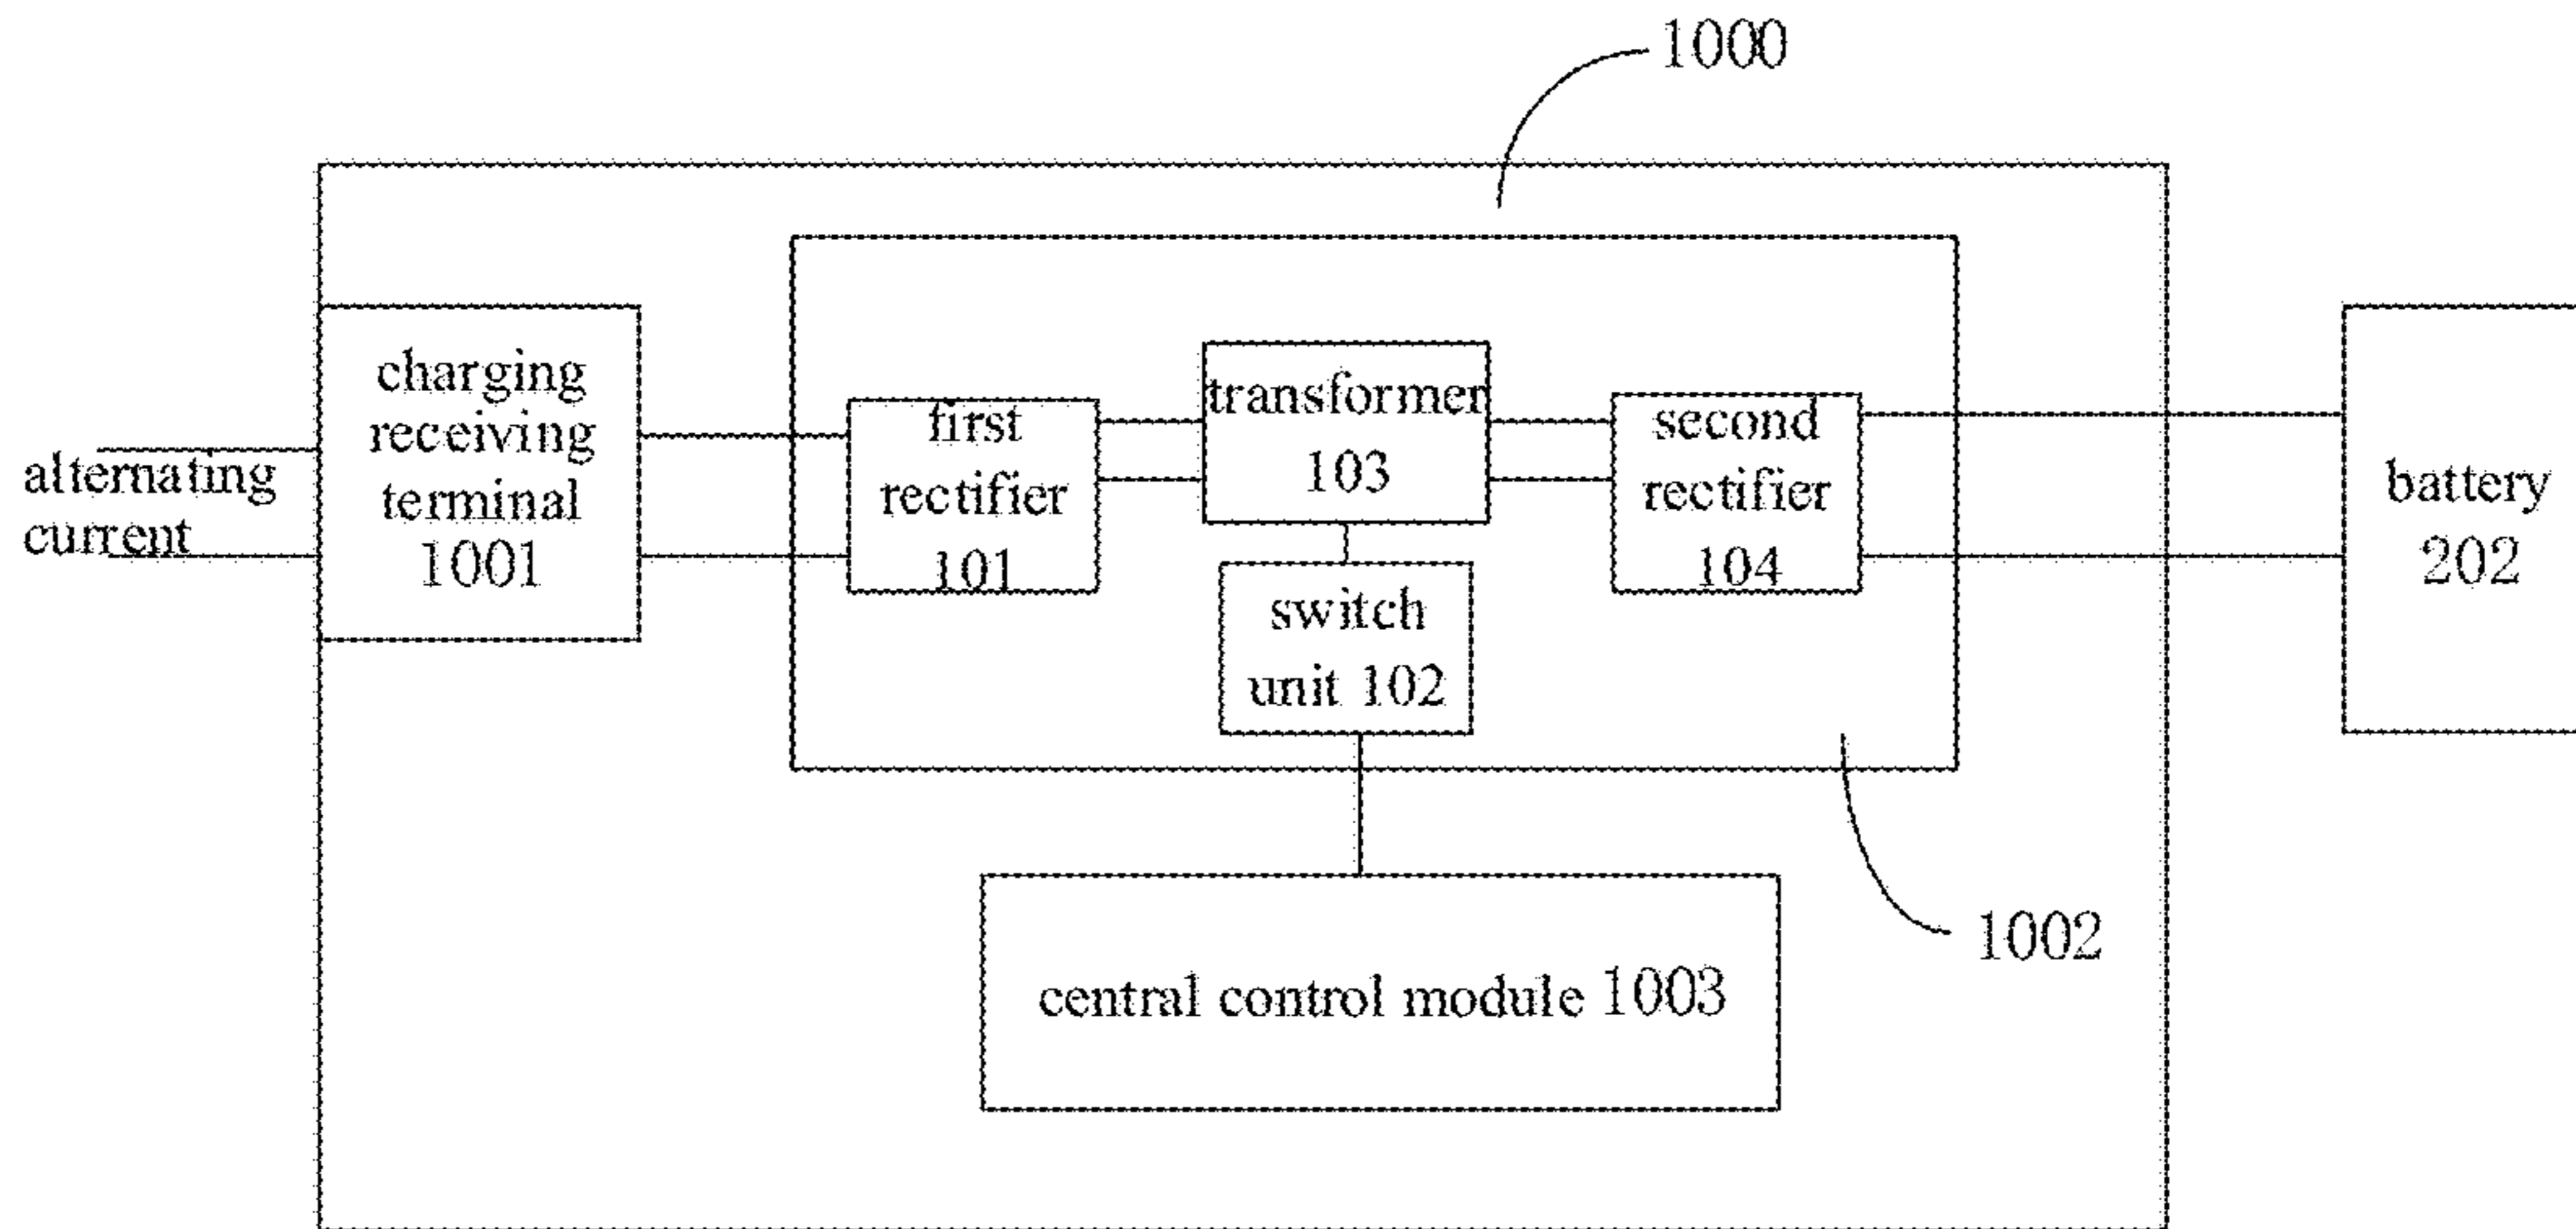 1000
charging
receiving
terminal
1001
alternating
current
first
rectifier
101
transformer
103
second
rectifier
104
switch
unit 102
battery
202
1002
central control module 1003